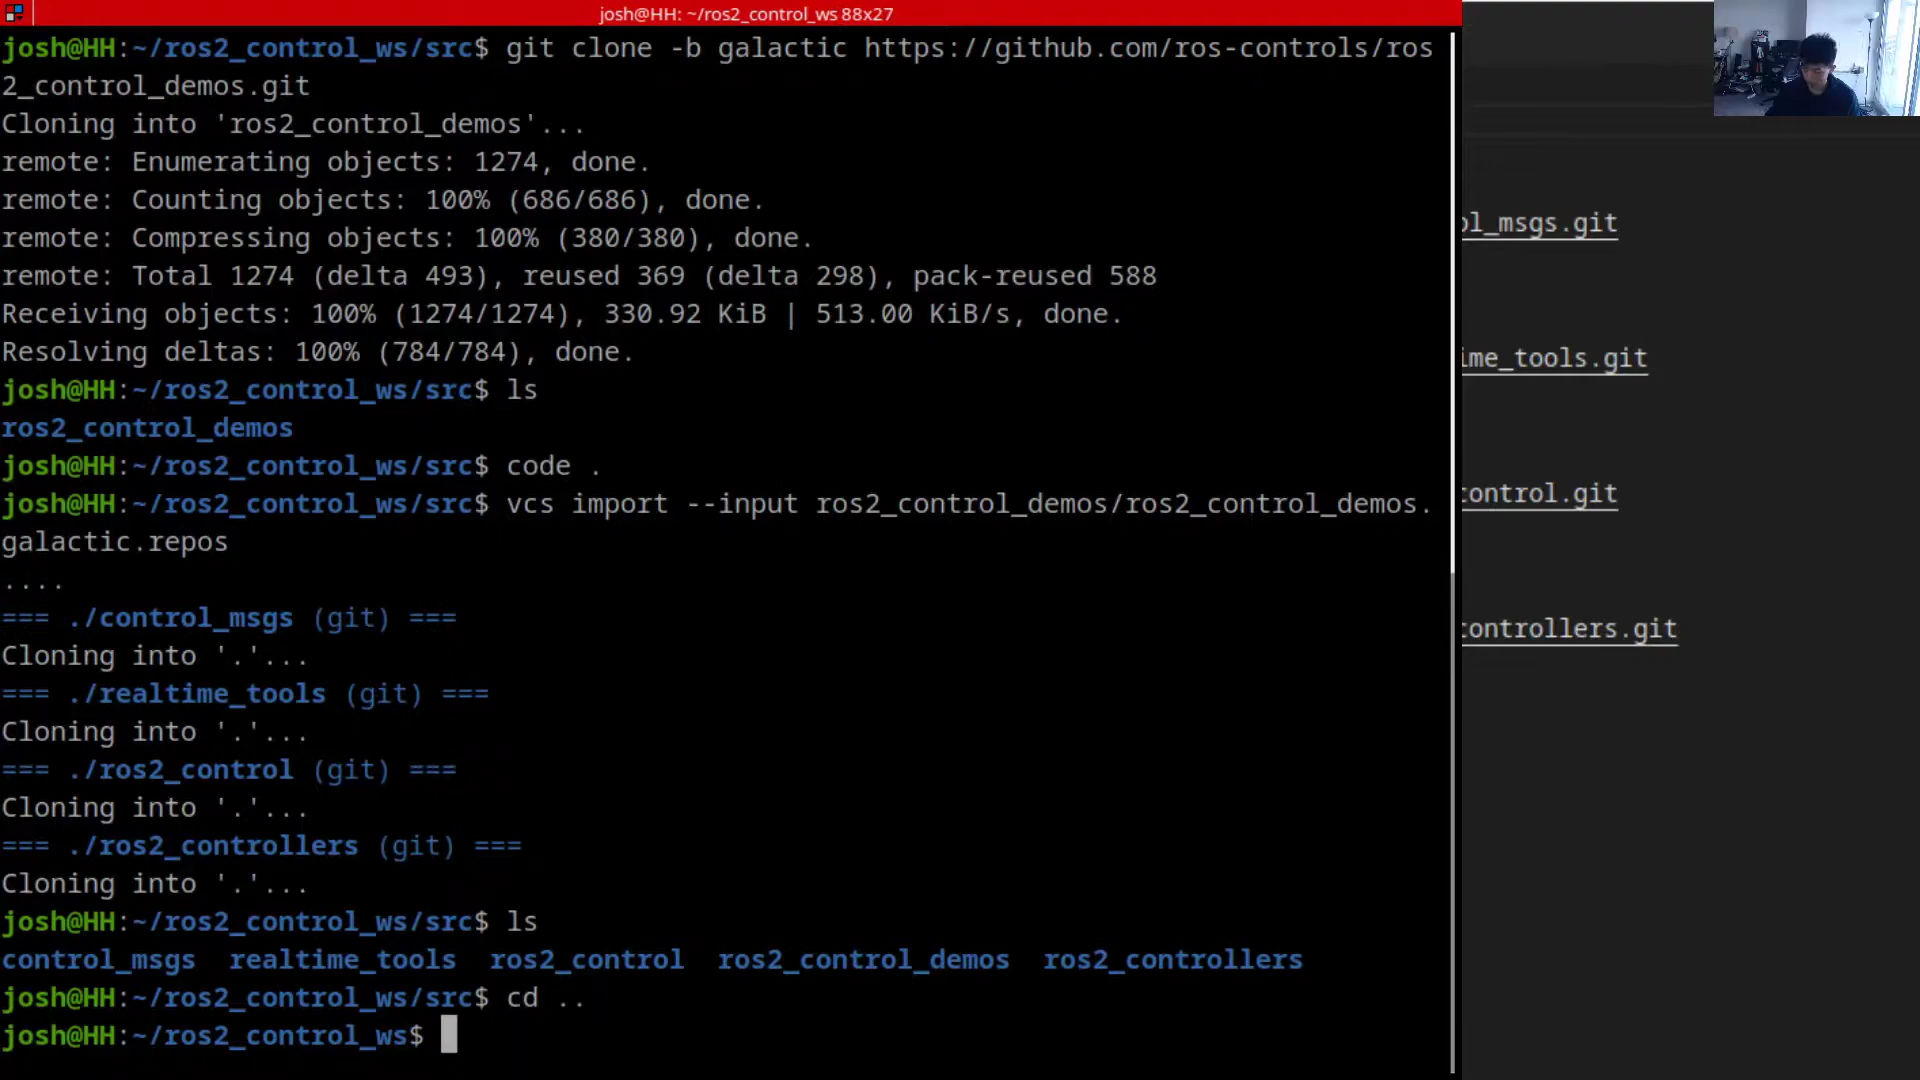 josh@HH: ~/ros2_control_ws 88x27
josh@HH:~/ros2_control_ws/src$ git clone -b galactic https://github.com/ros-controls/ros
2_control_demos.git
Cloning into 'ros2_control_demos'...
remote: Enumerating objects: 1274, done.
remote: Counting objects: 100% (686/686), done.
remote: Compressing objects: 100% (380/380), done.
remote: Total 1274 (delta 493), reused 369 (delta 298), pack-reused 588
Receiving objects: 100% (1274/1274), 330.92 KiB | 513.00 KiB/s, done.
Resolving deltas: 100% (784/784), done.
josh@HH:~/ros2_control_ws/src$ ls
ros2_control_demos
josh@HH:~/ros2_control_ws/src$ code .
josh@HH:~/ros2_control_ws/src$ vcs import --input ros2_control_demos/ros2_control_demos.
galactic.repos
....
=== ./control_msgs (git) ===
Cloning into '.'...
=== ./realtime_tools (git) ===
Cloning into '.'...
=== ./ros2_control (git) ===
Cloning into '.'...
=== ./ros2_controllers (git) ===
Cloning into '.'...
josh@HH:~/ros2_control_ws/src$ ls
control_msgs  realtime_tools  ros2_control  ros2_control_demos  ros2_controllers
josh@HH:~/ros2_control_ws/src$ cd ..
josh@HH:~/ros2_control_ws$
ol_msgs.git
ime_tools.git
control.git
controllers.git